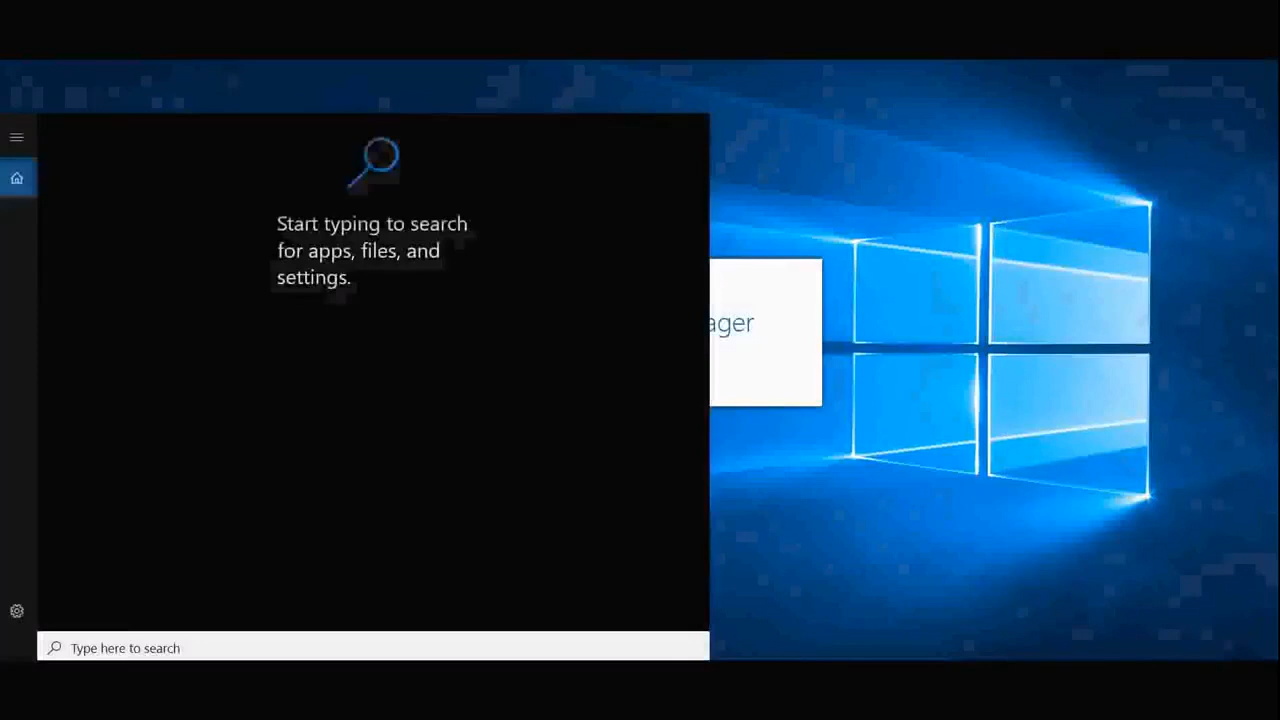 Start typing to search
for apps, files, and
settings.
ager
Type here to search